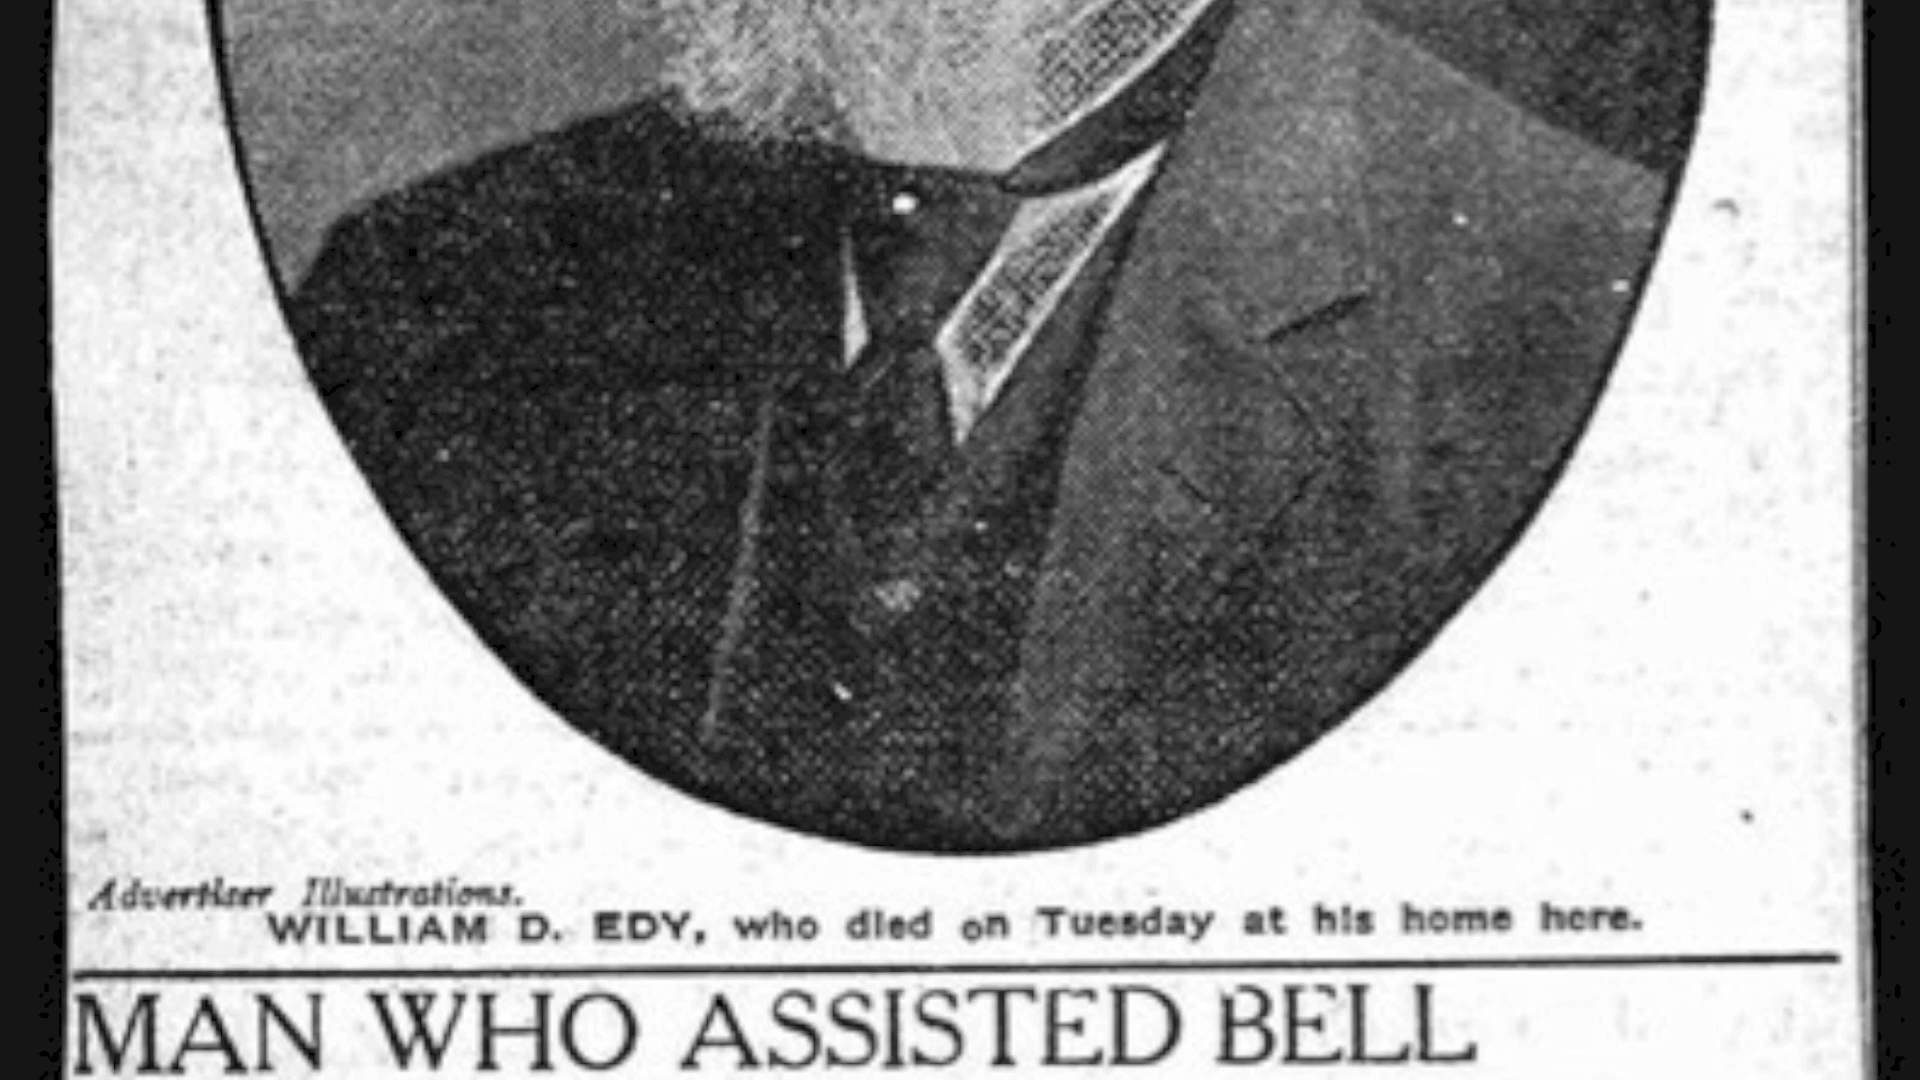 Advertiser Illustrations.
WILLIAM D. EDY, who died on Tuesday at his home here.
MAN WHO ASSISTED BELL